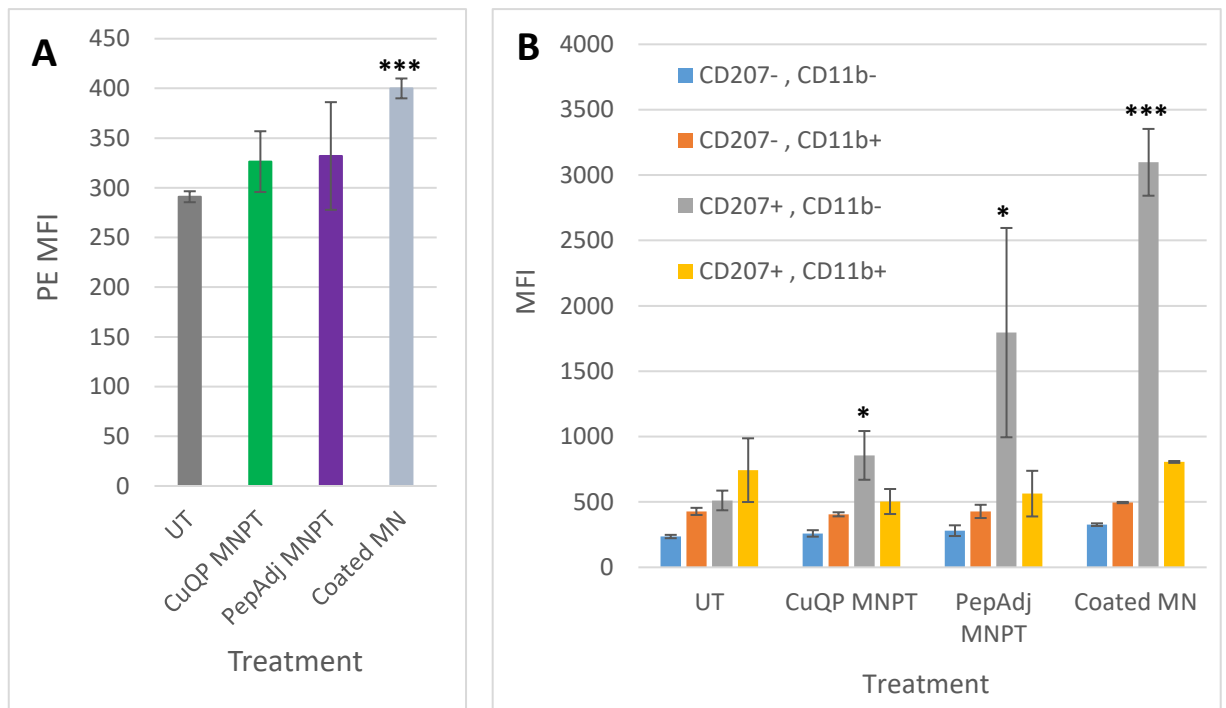 A
450
400
350
300
250
200
150
100
50
0
PE MFI
***
UT
CuQP MNPT
PepAdj MNPT
Coated MN
Treatment
B
4000
3500
3000
2500
2000
1500
1000
500
0
MFI
CD207- , CD11b-
CD207- , CD11b+
CD207+ , CD11b-
CD207+ , CD11b+
*
*
***
UT
CuQP MNPT
PepAdj
MNPT
Coated MN
Treatment